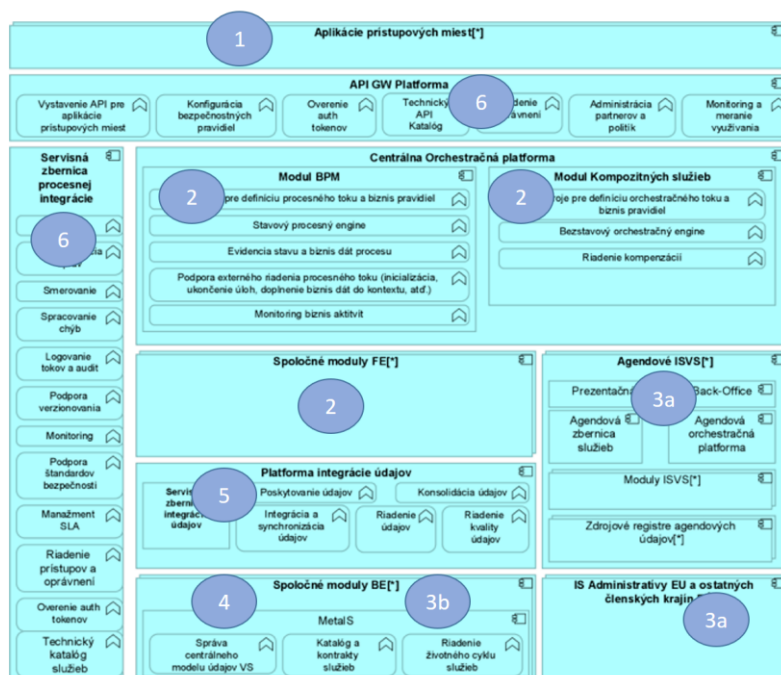 1
Aplikácie prístupových miest[*]
API GW Platforma
Vystavenie API pre
aplikácie
prístupových miest
Konfigurácia
bezpečnostných
pravidiel
Overenie
auth
tokenov
Technický
API
Katalóg
6
Administrácia
partnerov a
politík
Monitoring a
meranie
využívania
Servisná
zbernica
procesnej
integrácie
6
Smerovanie
Spracovanie
chýb
Logovanie
tokov a audit
Podpora
verzionovania
Monitoring
Podpora
štandardov
bezpečnosti
Manažment
SLA
Riadenie
prístupov a
oprávnení
Overenie auth
tokenov
Technický
katalóg
služieb
Centrálna Orchestračná platforma
Modul BPM
2
pre definíciu procesného toku a biznis pravidiel
Stavový procesný engine
Evidencia stavu a biznis dát procesu
Podpora externého riadenia procesného toku (inicializácia,
ukončenie úloh, doplnenie biznis dát do kontextu, atď.)
Monitoring biznis aktivít
Modul Kompozitných služieb
2
pre definíciu orchestračného toku a
biznis pravidiel
Bezstavový orchestračný engine
Riadenie kompenzácií
Spoločné moduly FE[*]
2
Agendové ISVS[*]
Prezentačná
Back-Office
3a
Agendová
zbernica
služieb
Agendová
orchestračná
platforma
Moduly ISVS[*]
Zdrojové registre agendových
údajov[*]
Platforma integrácie údajov
5
Poskytovanie údajov
Konsolidácia údajov
údajov
Integrácia a
synchronizácia
údajov
Riadenie
údajov
Riadenie
kvality
údajov
Spoločné moduly BE[*]
4
3b
MetaIS
Správa
centrálneho
modelu údajov VS
Katalóg a
kontrakty
služieb
Riadenie
životného cyklu
služieb
IS Administratívy EU a ostatných
členských krajín
3a